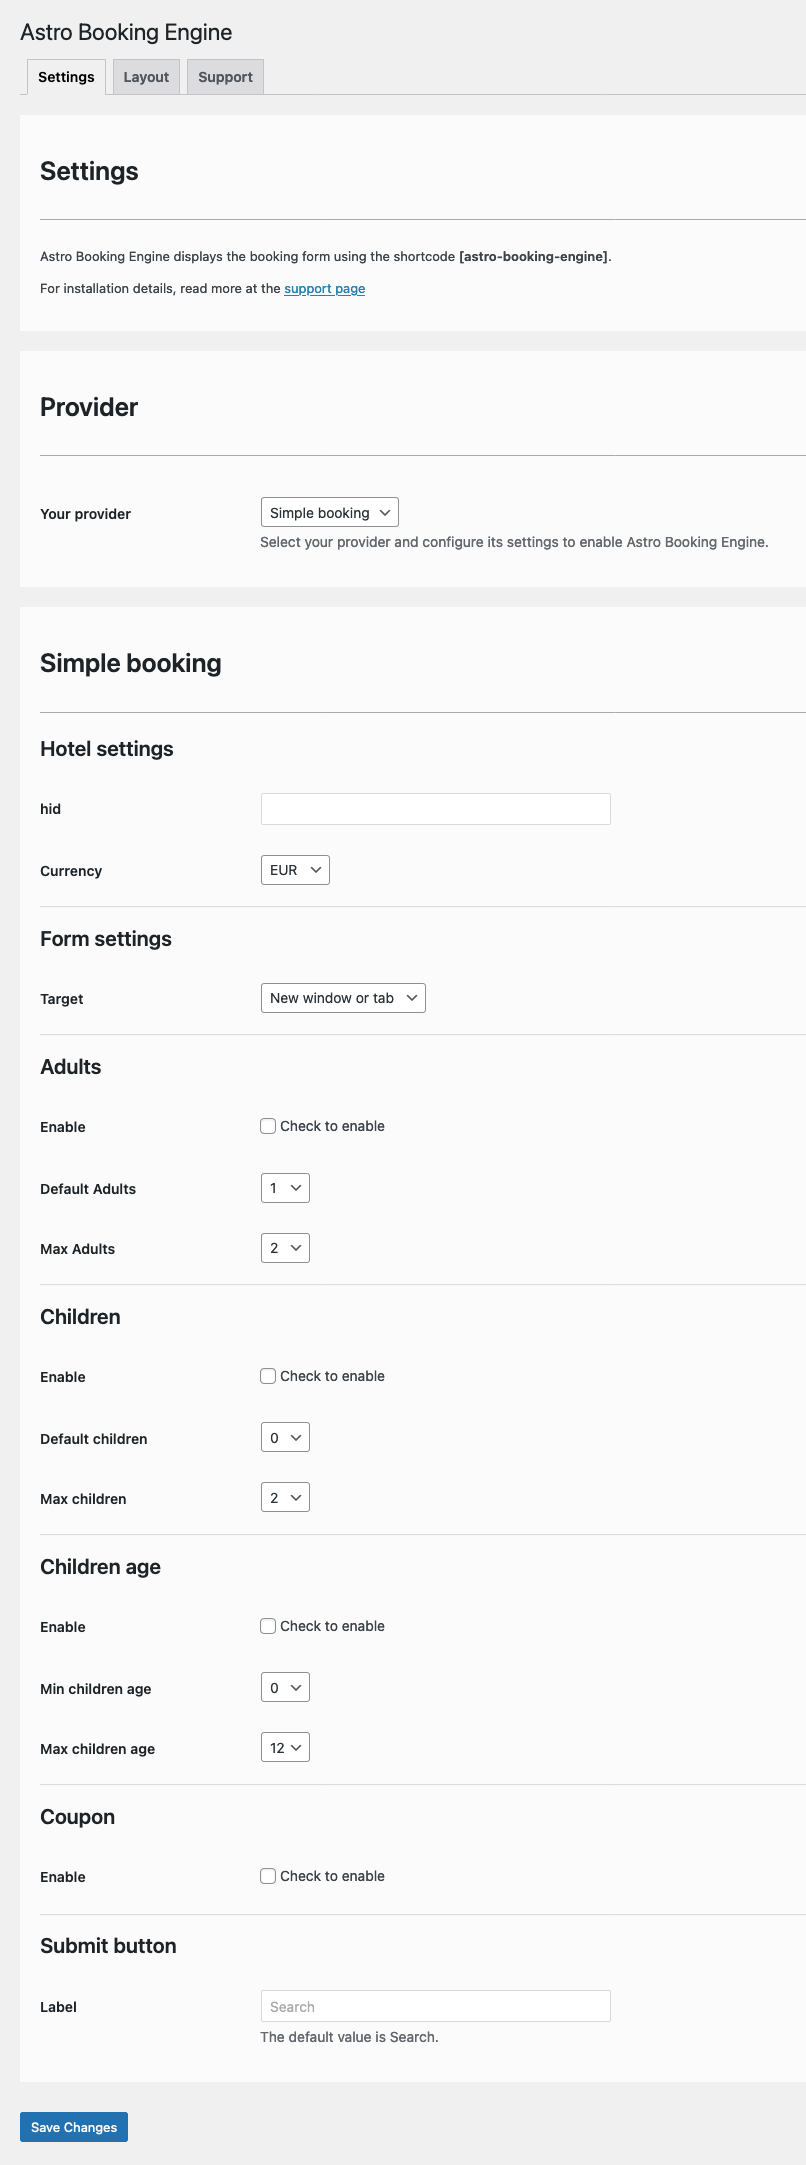 Astro Booking Engine
Settings Layout Support
Settings
Astro Booking Engine displays the booking form using the shortcode [astro-booking-engine].
For installation details, read more at the support page
Provider
Your provider Simple booking
Select your provider and configure its settings to enable Astro Booking Engine.
Simple booking
Hotel settings
hid
Currency EUR
Form settings
Target New window or tab
Adults
Enable Check to enable
Default Adults 1
Max Adults 2
Children
Enable Check to enable
Default children 0
Max children 2
Children age
Enable Check to enable
Min children age 0
Max children age 12
Coupon
Enable Check to enable
Submit button
Label Search
The default value is Search.
Save Changes